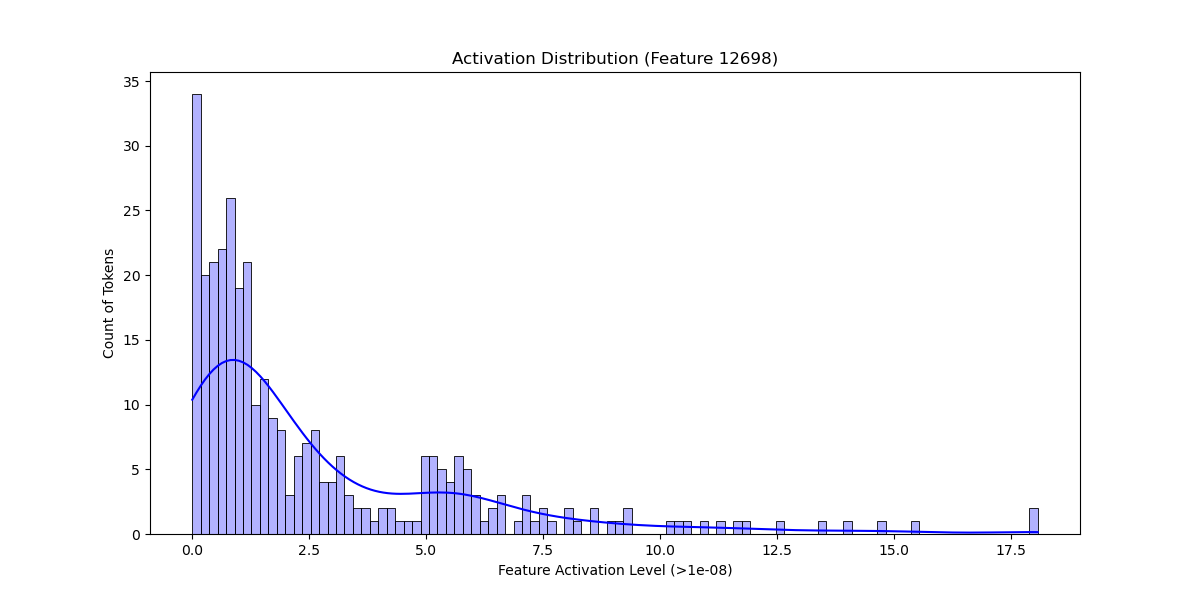 Activation Distribution (Feature 12698)
35
30
25
20
15
10
5
0
Count of Tokens
0.0 2.5 5.0 7.5 10.0 12.5 15.0 17.5
Feature Activation Level (>1e-08)